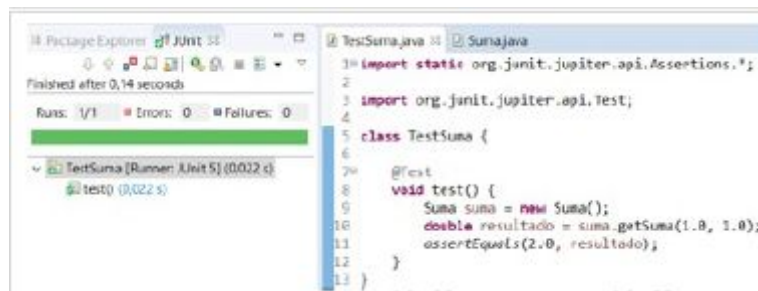 Package Explorer JUnit
Finished after 0,14 seconds
Runs: 1/1 Errors: 0 Failures: 0
TestSuma [Runner: JUnit 5] (0,022 s)
test() (0,022 s)
TestSuma.java Suma.java
1 import static org.junit.jupiter.api.Assertions.*;
2
3 import org.junit.jupiter.api.Test;
4
5 class TestSuma {
6
7 @Test
8 void test() {
9 Suma suma = new Suma();
10 double resultado = suma.getSuma(1.0, 1.0);
11 assertEquals(2.0, resultado);
12 }
13 }